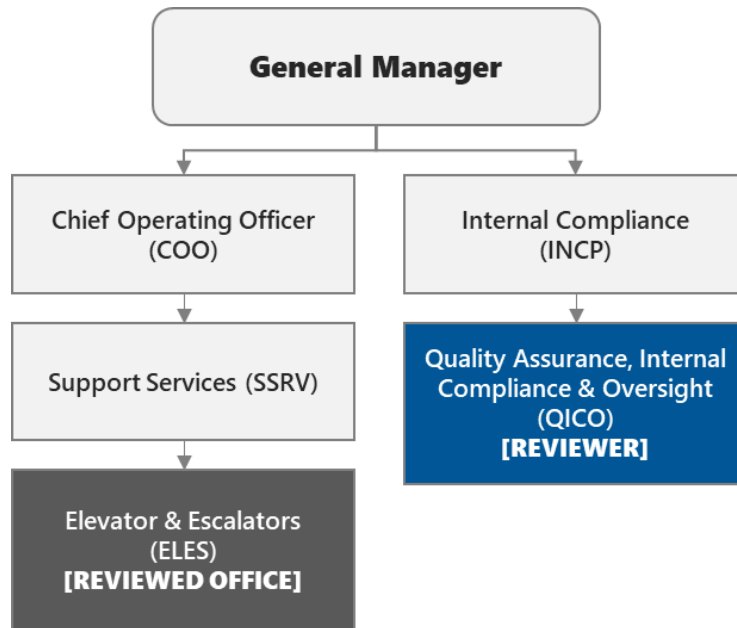 General Manager
Chief Operating Officer
(COO)
Internal Compliance
(INCP)
Support Services (SSRV)
Quality Assurance, Internal
Compliance & Oversight
(QICO)
[REVIEWER]
Elevator & Escalators
(ELES)
[REVIEWED OFFICE]